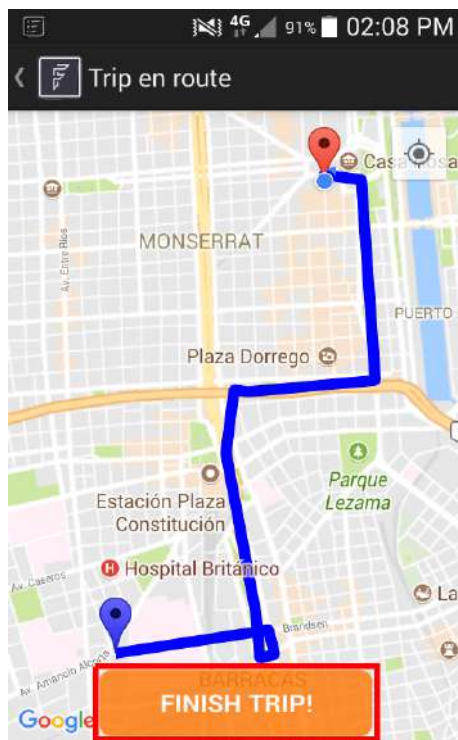 4G 91% 02:08 PM
Trip en route
Casa Rosa
MONSERRAT
Av. Entre Ríos
PUERTO
Plaza Dorrego
Parque
Lezama
Estación Plaza
Constitución
Hospital Británico
Av. Caseros
La
Brandsen
Av. Amancio Alcorta
BARRACAS
Google
FINISH TRIP!